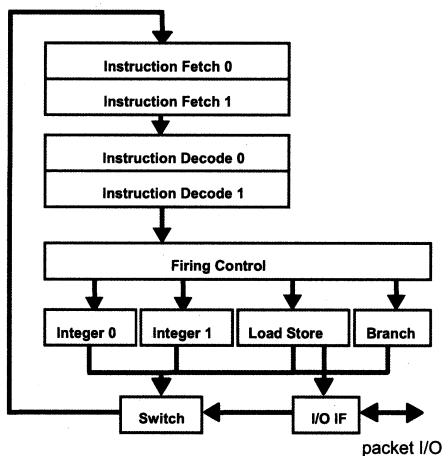 Instruction Fetch 0
Instruction Fetch 1
Instruction Decode 0
Instruction Decode 1
Firing Control
Integer 0
Integer 1
Load Store
Branch
Switch
I/O IF
packet I/O